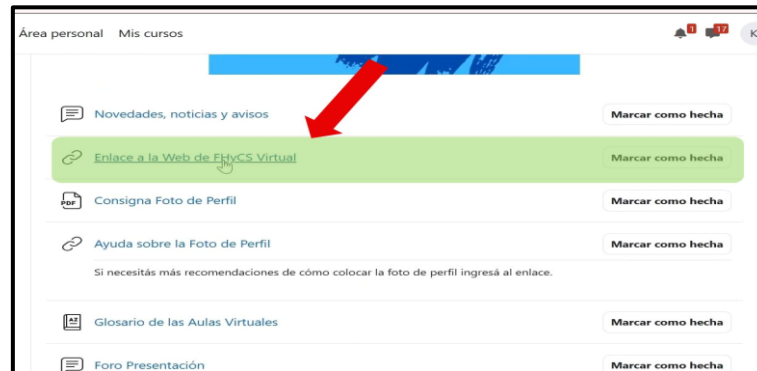 Área personal Mis cursos 1 17 K
Novedades, noticias y avisos Marcar como hecha
Enlace a la Web de FHyCS Virtual Marcar como hecha
PDF Consigna Foto de Perfil Marcar como hecha
Ayuda sobre la Foto de Perfil Marcar como hecha
Si necesitás más recomendaciones de cómo colocar la foto de perfil ingresá al enlace.
AZ Glosario de las Aulas Virtuales Marcar como hecha
Foro Presentación Marcar como hecha